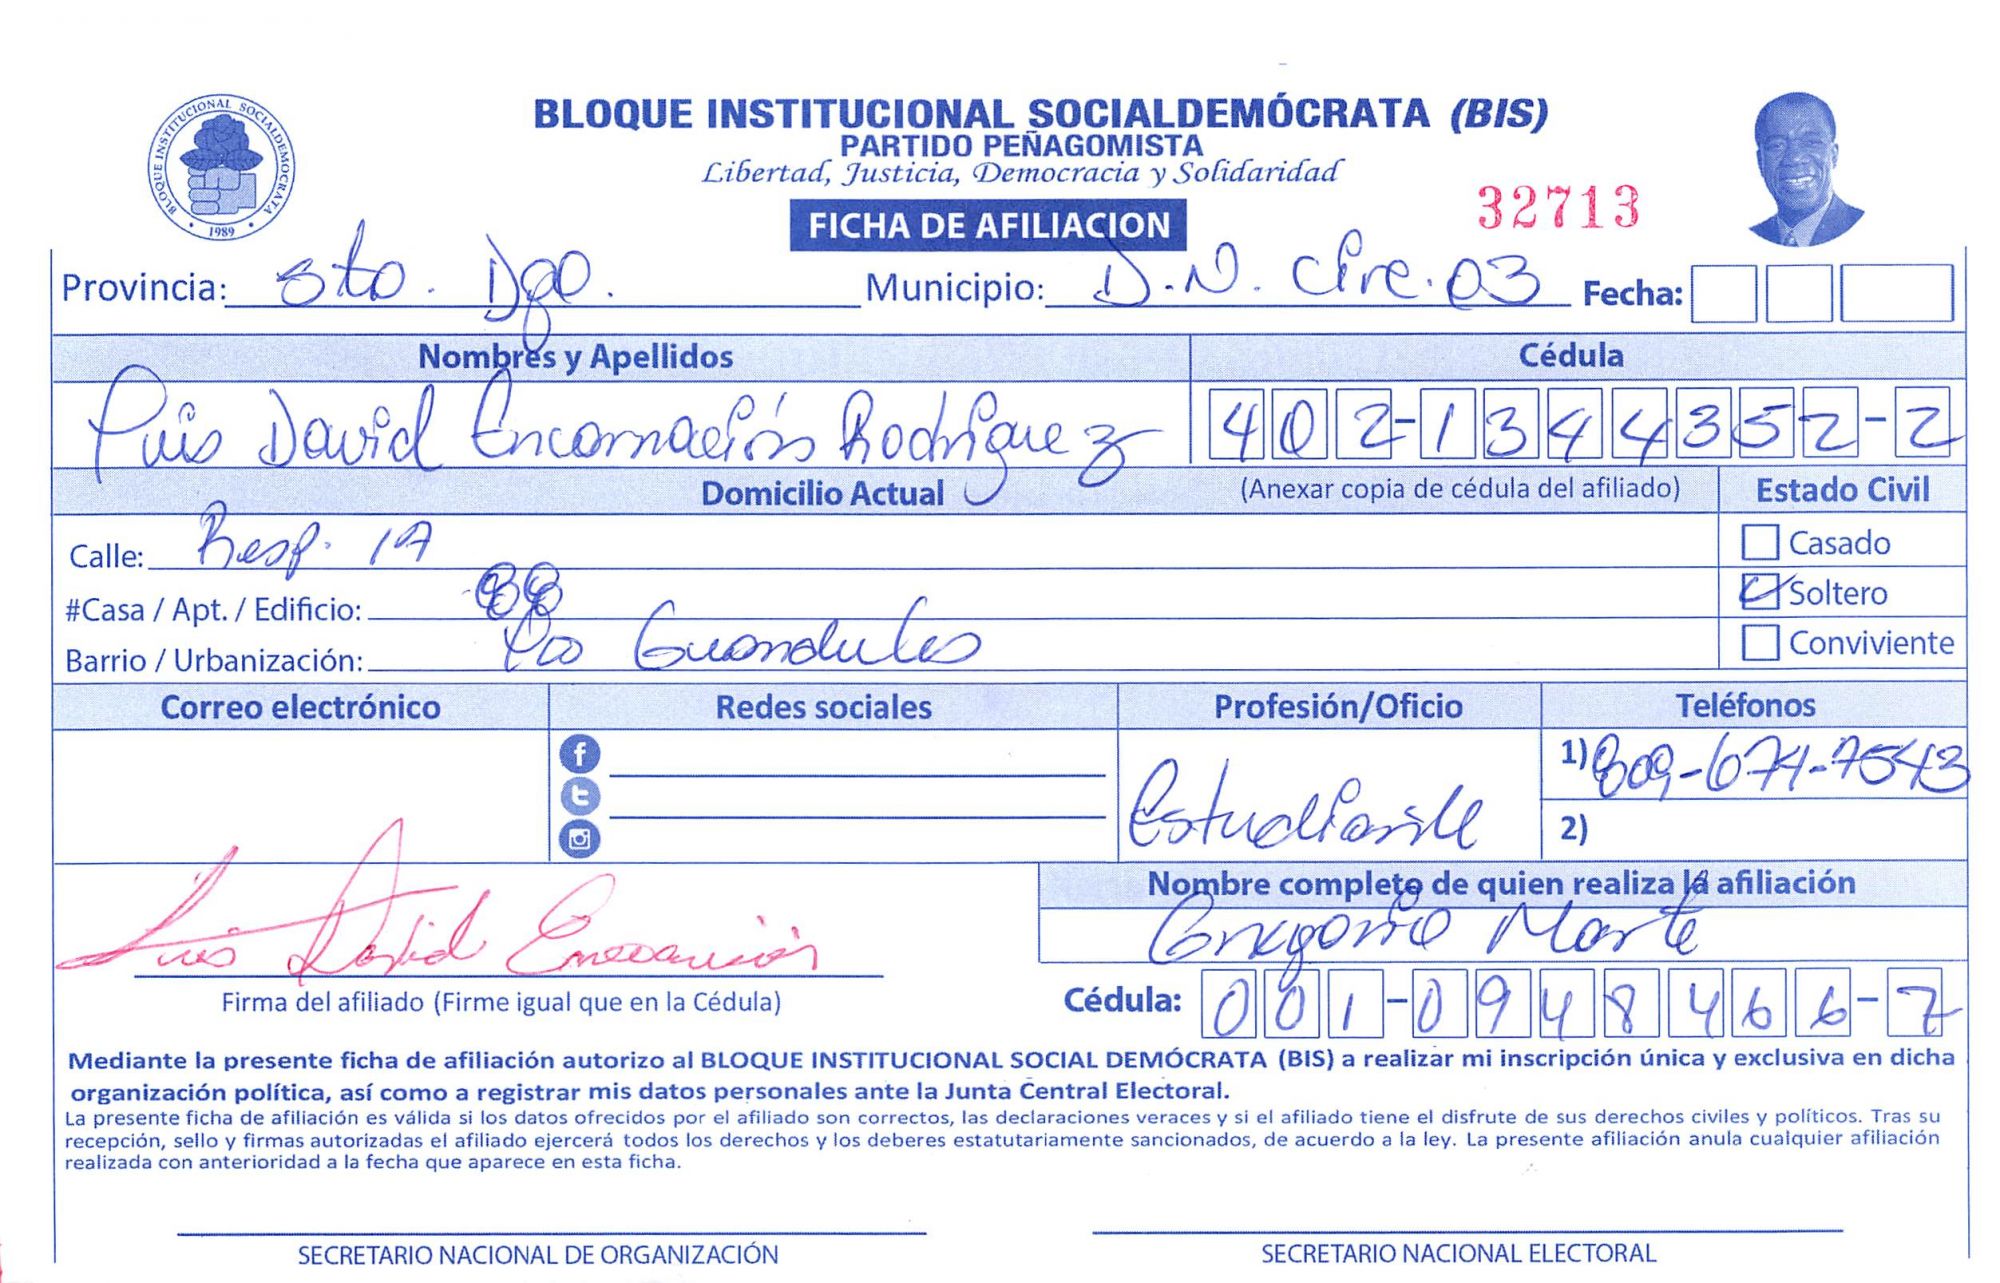 BLOQUE INSTITUCIONAL SOCIALDEMOCRATA
1989
BLOQUE INSTITUCIONAL SOCIALDEMÓCRATA (BIS)
PARTIDO PEÑAGOMISTA
Libertad, Justicia, Democracia y Solidaridad
32713
FICHA DE AFILIACION
Provincia: Sto. Dgo. Municipio: D.N. Circ. 03 Fecha:
Nombres y Apellidos Cédula
Luis David Encarnación Rodríguez 402-1344352-2
Domicilio Actual (Anexar copia de cédula del afiliado) Estado Civil
Calle: Resp. 17 Casado
#Casa / Apt. / Edificio: 88 Soltero
Barrio / Urbanización: Los Guandules Conviviente
Correo electrónico Redes sociales Profesión/Oficio Teléfonos
Estudiante 1) 809-674-7543
2)
Nombre completo de quien realiza la afiliación
Gregorio Marte
Luis David Encarnación
Firma del afiliado (Firme igual que en la Cédula) Cédula: 001-0948466-7
Mediante la presente ficha de afiliación autorizo al BLOQUE INSTITUCIONAL SOCIAL DEMÓCRATA (BIS) a realizar mi inscripción única y exclusiva en dicha
organización política, así como a registrar mis datos personales ante la Junta Central Electoral.
La presente ficha de afiliación es válida si los datos ofrecidos por el afiliado son correctos, las declaraciones veraces y si el afiliado tiene el disfrute de sus derechos civiles y políticos. Tras su
recepción, sello y firmas autorizadas el afiliado ejercerá todos los derechos y los deberes estatutariamente sancionados, de acuerdo a la ley. La presente afiliación anula cualquier afiliación
realizada con anterioridad a la fecha que aparece en esta ficha.
SECRETARIO NACIONAL DE ORGANIZACIÓN SECRETARIO NACIONAL ELECTORAL